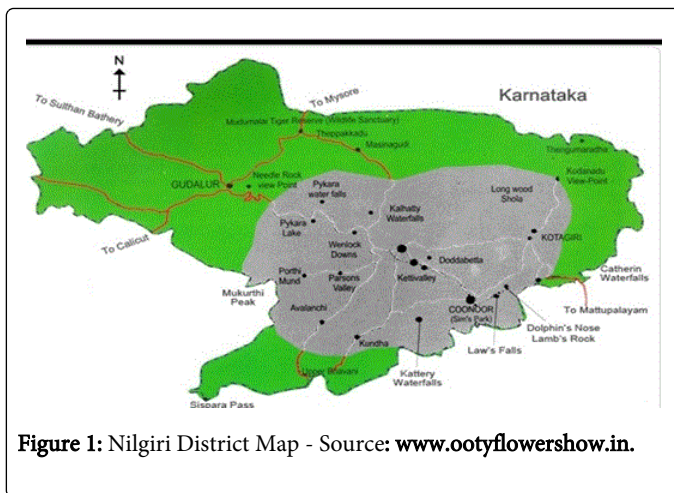 N
To Mysore
Karnataka
To Sulthan Bathery
Mudumalai Tiger Reserve (Wildlife Sanctuary)
Theppakkadu
Masinagudi
Thengumaradha
GUDALUR
Needle Rock
view Point
Pykara
water falls
Kodanadu
View-Point
Long wood
Shola
Kalhatty
Waterfalls
Pykara
Lake
To Calicut
Wenlock
Downs
KOTAGIRI
Doddabetta
Kettivalley
Catherin
Waterfalls
Porthi
Mund
Parsons
Valley
Mukurthi
Peak
Avalanchi
COONOOR
(Sim's Park)
To Mattupalayam
Dolphin's Nose
Lamb's Rock
Law's Falls
Kundha
Upper Bhavani
Kattery
Waterfalls
Sispara Pass
Figure 1: Nilgiri District Map - Source: www.ootyflowershow.in.